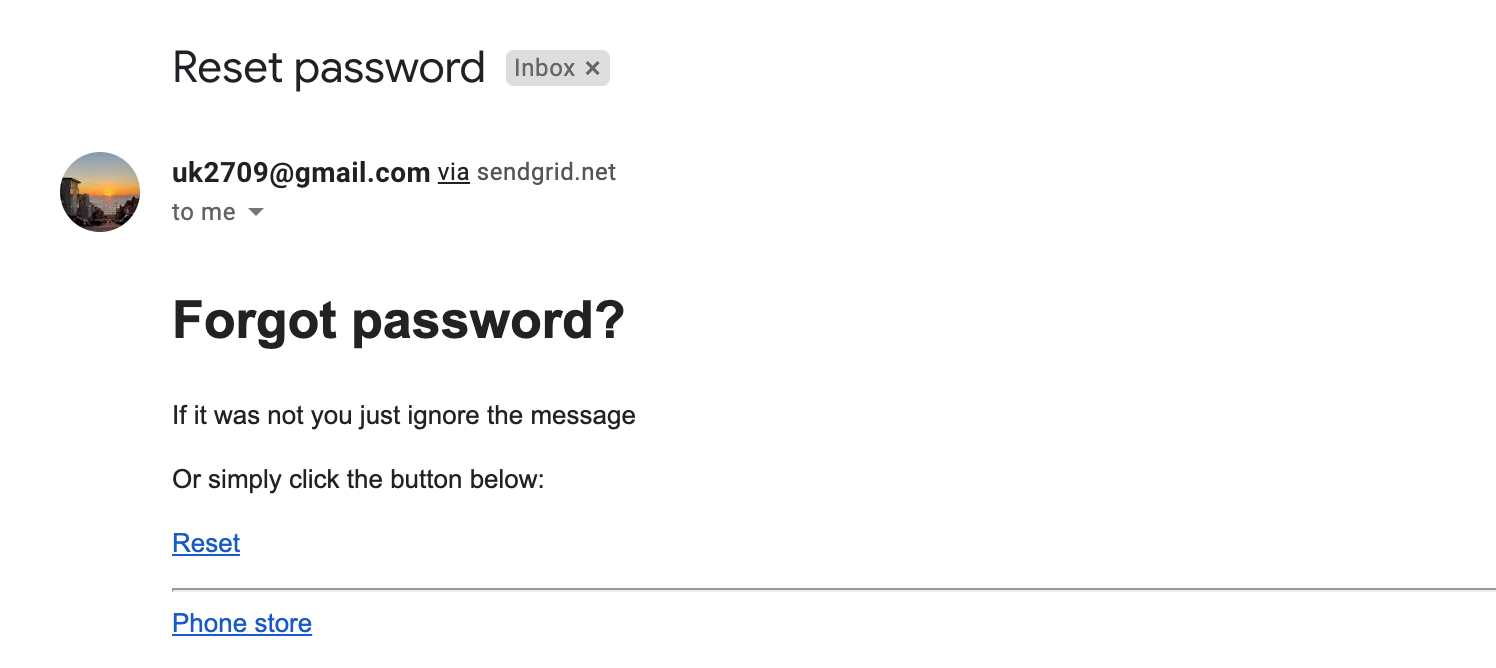 Reset password Inbox ×
uk2709@gmail.com via sendgrid.net
to me
Forgot password?
If it was not you just ignore the message
Or simply click the button below:
Reset
Phone store